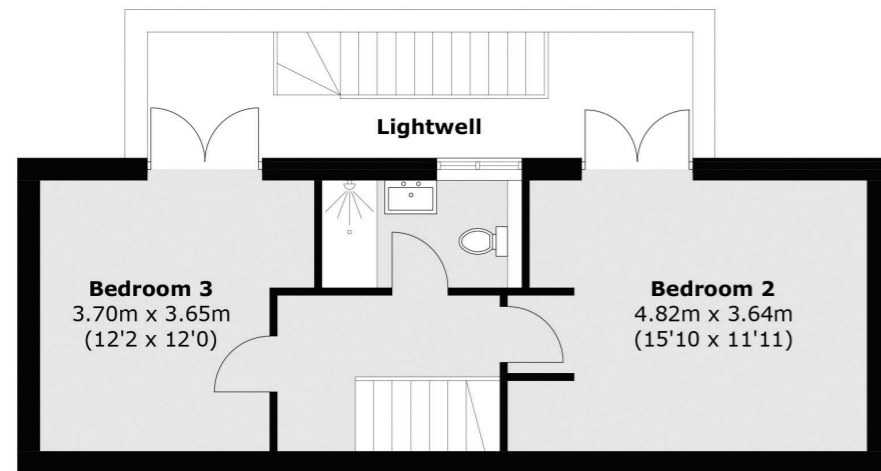 Lightwell
Bedroom 3
3.70m x 3.65m
(12'2 x 12'0)
Bedroom 2
4.82m x 3.64m
(15'10 x 11'11)